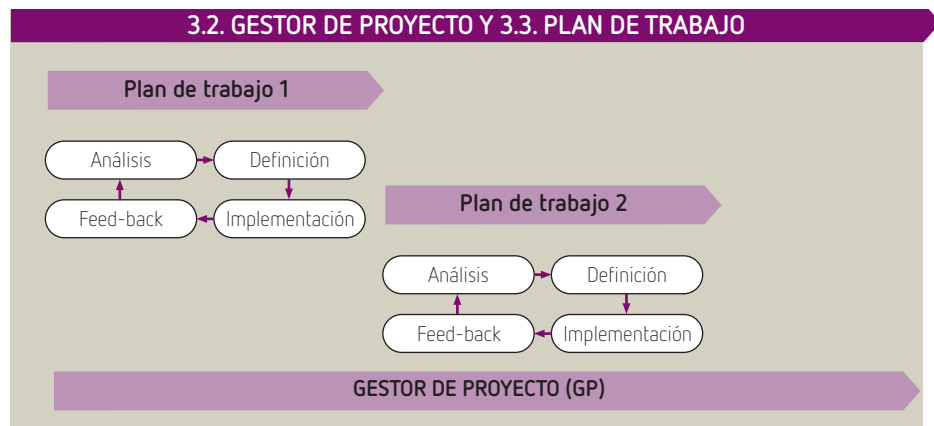 3.2. GESTOR DE PROYECTO Y 3.3. PLAN DE TRABAJO
Plan de trabajo 1
Análisis
Definición
Feed-back
Implementación
Plan de trabajo 2
Análisis
Definición
Feed-back
Implementación
GESTOR DE PROYECTO (GP)